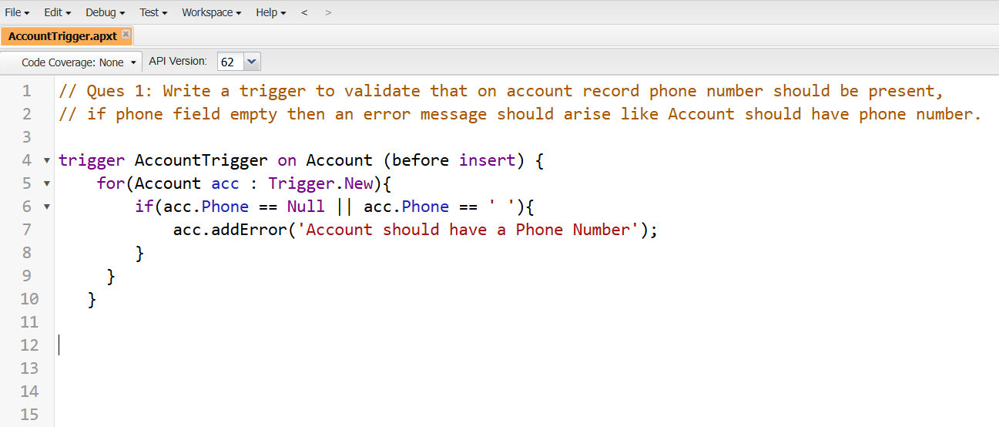 File Edit Debug Test Workspace Help < >
AccountTrigger.apxt
Code Coverage: None API Version: 62
1 // Ques 1: Write a trigger to validate that on account record phone number should be present,
2 // if phone field empty then an error message should arise like Account should have phone number.
3
4 trigger AccountTrigger on Account (before insert) {
5 for(Account acc : Trigger.New){
6 if(acc.Phone == Null || acc.Phone == ' '){
7 acc.addError('Account should have a Phone Number');
8 }
9 }
10 }
11
12
13
14
15